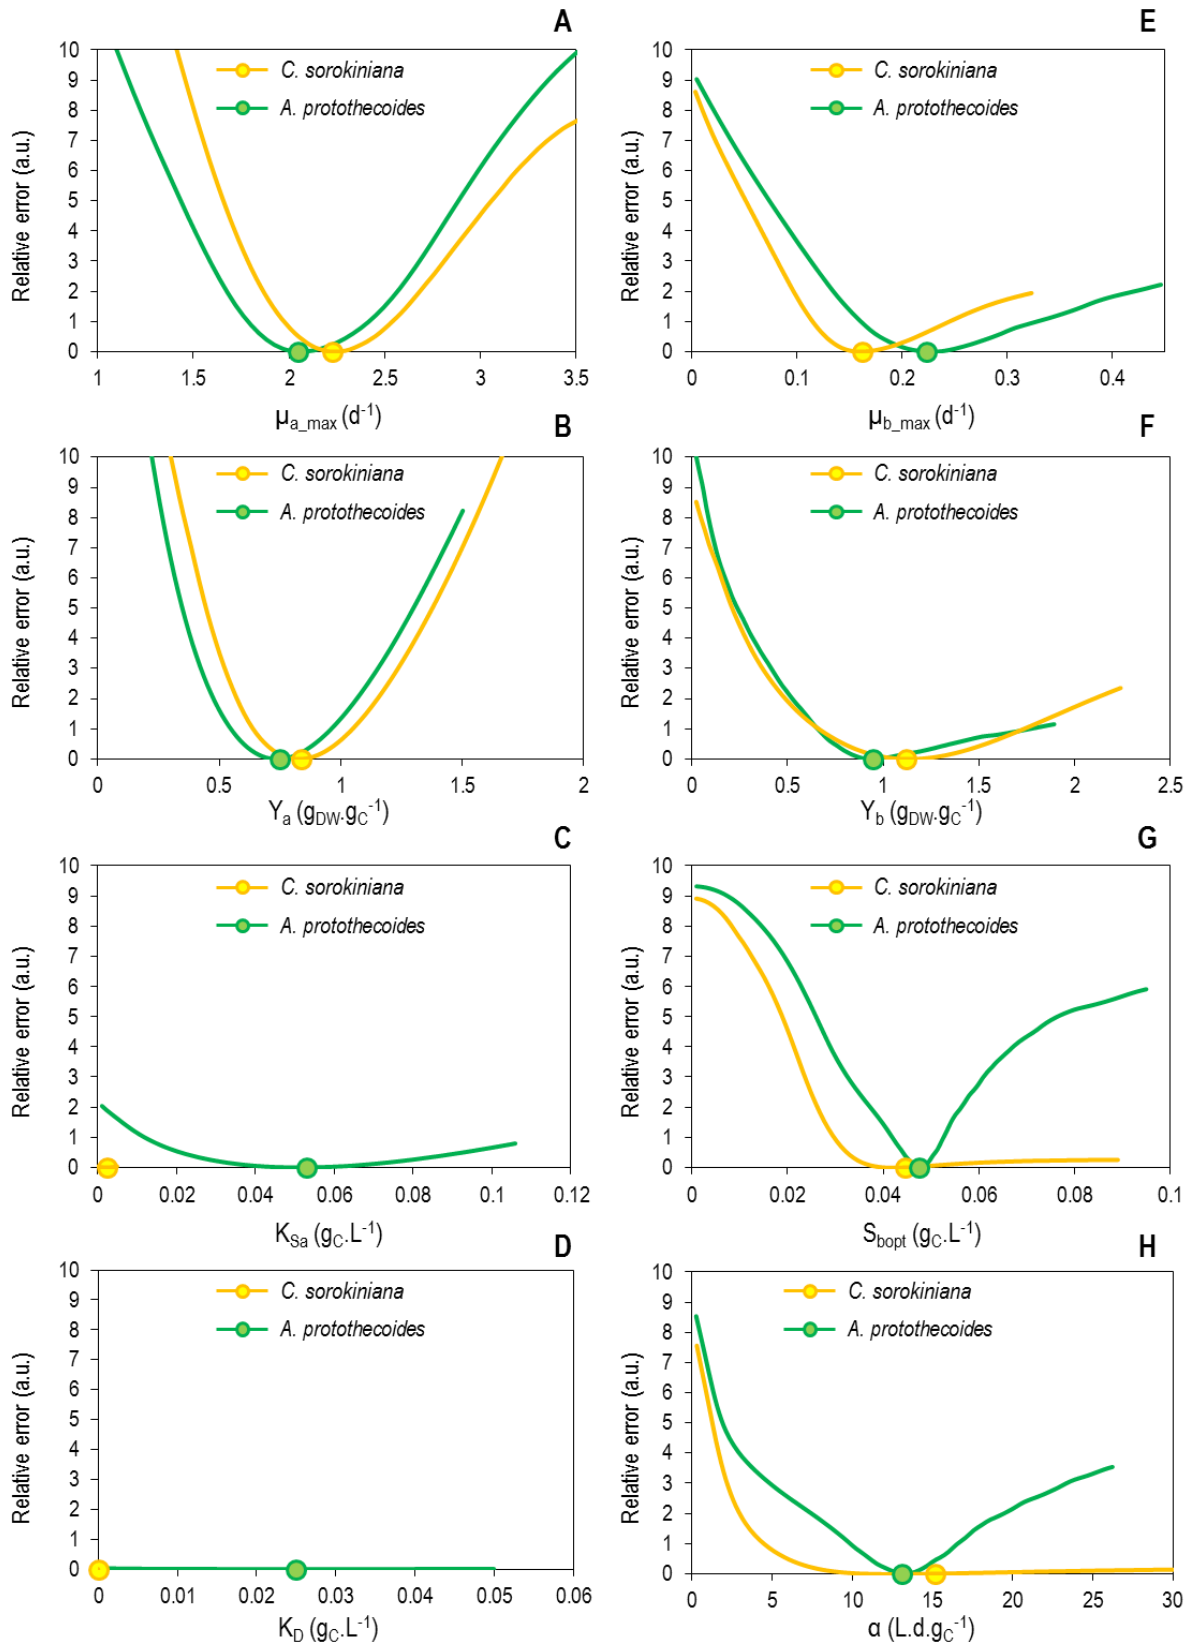 A
10
9
8
7
6
5
4
3
2
1
0
Relative error (a.u.)
C. sorokiniana
A. protothecoides
1 1.5 2 2.5 3 3.5
μa_max (d-1)
E
10
9
8
7
6
5
4
3
2
1
0
Relative error (a.u.)
C. sorokiniana
A. protothecoides
0 0.1 0.2 0.3 0.4
μb_max (d-1)
B
10
9
8
7
6
5
4
3
2
1
0
Relative error (a.u.)
C. sorokiniana
A. protothecoides
0 0.5 1 1.5 2
Ya (gDW.gC-1)
F
10
9
8
7
6
5
4
3
2
1
0
Relative error (a.u.)
C. sorokiniana
A. protothecoides
0 0.5 1 1.5 2 2.5
Yb (gDW.gC-1)
C
10
9
8
7
6
5
4
3
2
1
0
Relative error (a.u.)
C. sorokiniana
A. protothecoides
0 0.02 0.04 0.06 0.08 0.1 0.12
KSa (gC.L-1)
G
10
9
8
7
6
5
4
3
2
1
0
Relative error (a.u.)
C. sorokiniana
A. protothecoides
0 0.02 0.04 0.06 0.08 0.1
Sbopt (gC.L-1)
D
10
9
8
7
6
5
4
3
2
1
0
Relative error (a.u.)
C. sorokiniana
A. protothecoides
0 0.01 0.02 0.03 0.04 0.05 0.06
KD (gC.L-1)
H
10
9
8
7
6
5
4
3
2
1
0
Relative error (a.u.)
C. sorokiniana
A. protothecoides
0 5 10 15 20 25 30
α (L.d.gC-1)